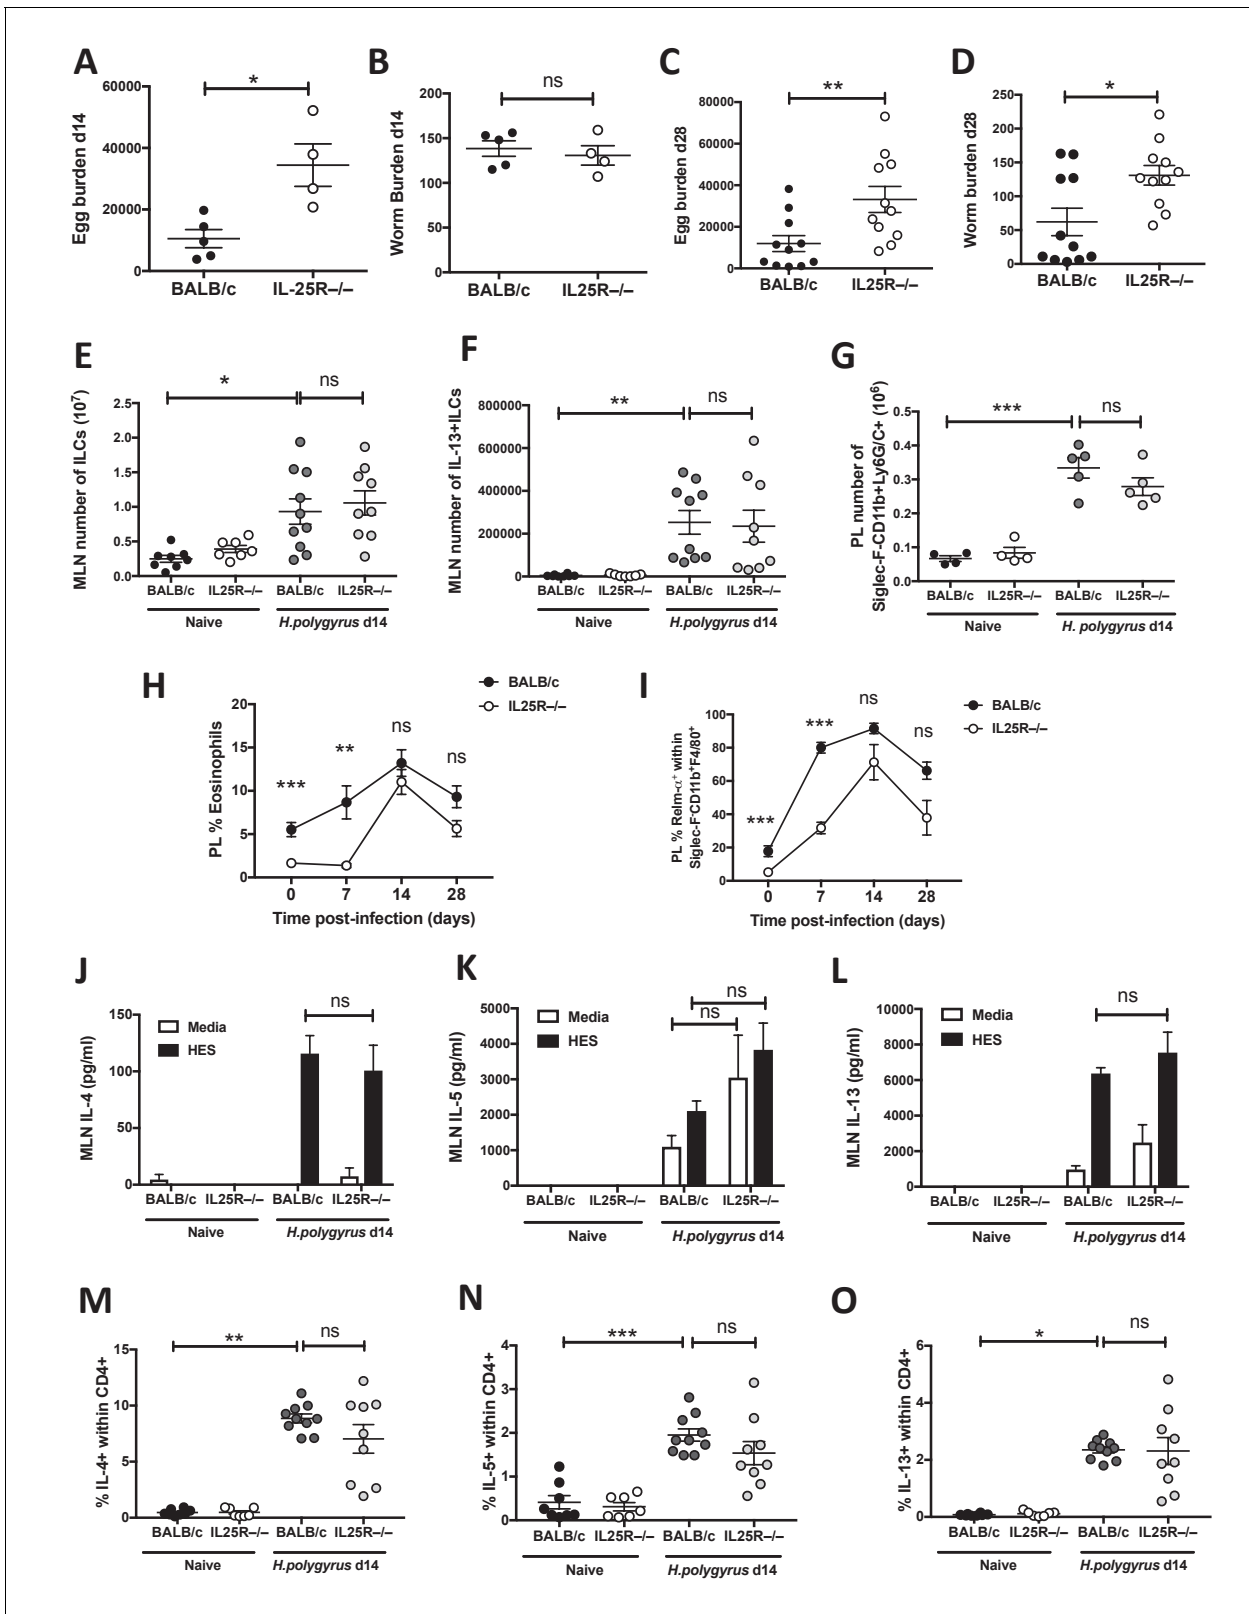 A
B
C
D
Egg burden d14
60000
40000
20000
0
*
BALB/c
IL-25R–/–
Worm Burden d14
200
150
100
50
0
ns
BALB/c
IL25R–/–
Egg burden d28
80000
60000
40000
20000
0
**
BALB/c
IL25R–/–
Worm burden d28
250
200
150
100
50
0
*
BALB/c
IL25R–/–
E
MLN number of ILCs (10⁷)
2.5
2.0
1.5
1.0
0.5
0.0
*
ns
BALB/c
IL25R–/–
BALB/c
IL25R–/–
Naive
H.polygyrus d14
F
MLN number of IL-13+ILCs
800000
600000
400000
200000
0
**
ns
BALB/c
IL25R–/–
BALB/c
IL25R–/–
Naive
H.polygyrus d14
G
PL number of
Siglec-F-CD11b+Ly6G/C+ (10⁶)
0.5
0.4
0.3
0.2
0.1
0.0
***
ns
BALB/c
IL25R–/–
BALB/c
IL25R–/–
Naive
H. polygyrus d14
H
BALB/c
IL25R–/–
PL % Eosinophils
20
15
10
5
0
***
**
ns
ns
0
7
14
28
Time post-infection (days)
I
BALB/c
IL25R–/–
PL % Relm-α⁺ within
Siglec-F⁻CD11b⁺F4/80⁺
100
80
60
40
20
0
***
***
ns
ns
0
7
14
28
Time post-infection (days)
J
MLN IL-4 (pg/ml)
150
100
50
0
Media
HES
ns
BALB/c
IL25R–/–
BALB/c
IL25R–/–
Naive
H.polygyrus d14
K
MLN IL-5 (pg/ml)
5000
4000
3000
2000
1000
0
Media
HES
ns
ns
BALB/c
IL25R–/–
BALB/c
IL25R–/–
Naive
H.polygyrus d14
L
MLN IL-13 (pg/ml)
10000
8000
6000
4000
2000
0
Media
HES
ns
BALB/c
IL25R–/–
BALB/c
IL25R–/–
Naive
H.polygyrus d14
M
% IL-4+ within CD4+
15
10
5
0
**
ns
BALB/c
IL25R–/–
BALB/c
IL25R–/–
Naive
H.polygyrus d14
N
% IL-5+ within CD4+
4
3
2
1
0
***
ns
BALB/c
IL25R–/–
BALB/c
IL25R–/–
Naive
H.polygyrus d14
O
% IL-13+ within CD4+
6
4
2
0
*
ns
BALB/c
IL25R–/–
BALB/c
IL25R–/–
Naive
H.polygyrus d14